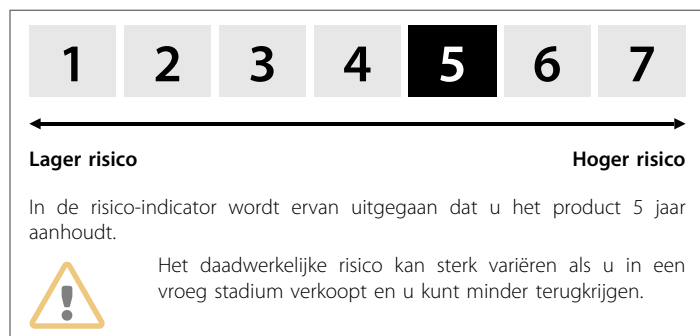 1 2 3 4 5 6 7
Lager risico Hoger risico
In de risico-indicator wordt ervan uitgegaan dat u het product 5 jaar
aanhoudt.
Het daadwerkelijke risico kan sterk variëren als u in een
vroeg stadium verkoopt en u kunt minder terugkrijgen.